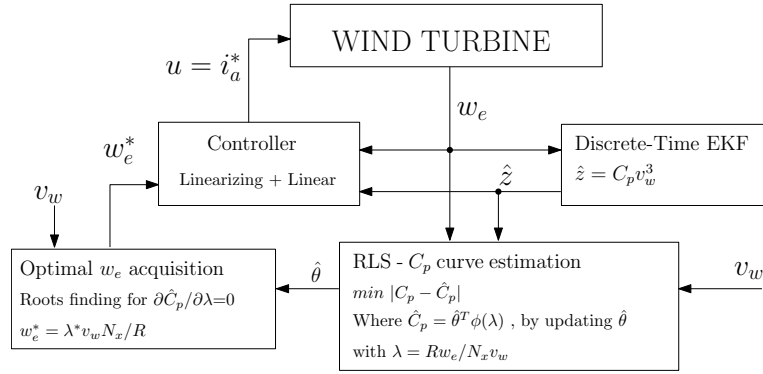 WIND TURBINE
u = i_a^*
w_e
Controller
Linearizing + Linear
w_e^*
Discrete-Time EKF
ẑ = C_p v_w^3
ẑ
v_w
Optimal w_e acquisition
Roots finding for ∂Ĉ_p/∂λ=0
w_e^* = λ^* v_w N_x/R
θ̂
RLS - C_p curve estimation
min |C_p − Ĉ_p|
Where Ĉ_p = θ̂^T ϕ(λ) , by updating θ̂
with λ = Rw_e/N_x v_w
v_w